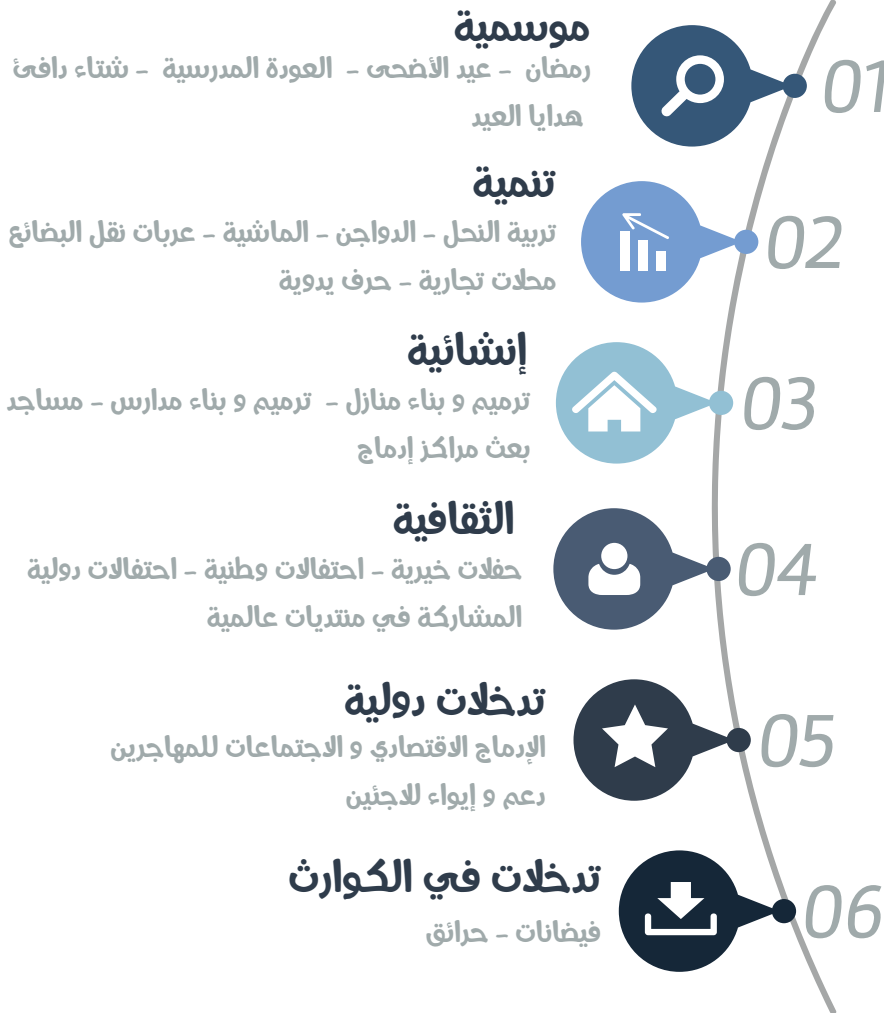 01
موسمية
رمضان - عيد الأضحى - العودة المدرسية - شتاء دافئ
هدايا العيد
02
تنمية
تربية النحل - الدواجن - الماشية - عربات نقل البضائع
محلات تجارية - حرف يدوية
03
إنشائية
ترميم و بناء منازل - ترميم و بناء مدارس - مساجد
بعث مراكز إدماج
04
الثقافية
حفلات خيرية - احتفالات وطنية - احتفالات دولية
المشاركة في منتديات عالمية
05
تدخلات دولية
الإدماج الاقتصادي و الاجتماعات للمهاجرين
دعم و إيواء للاجئين
06
تدخلات في الكوارث
فيضانات - حرائق